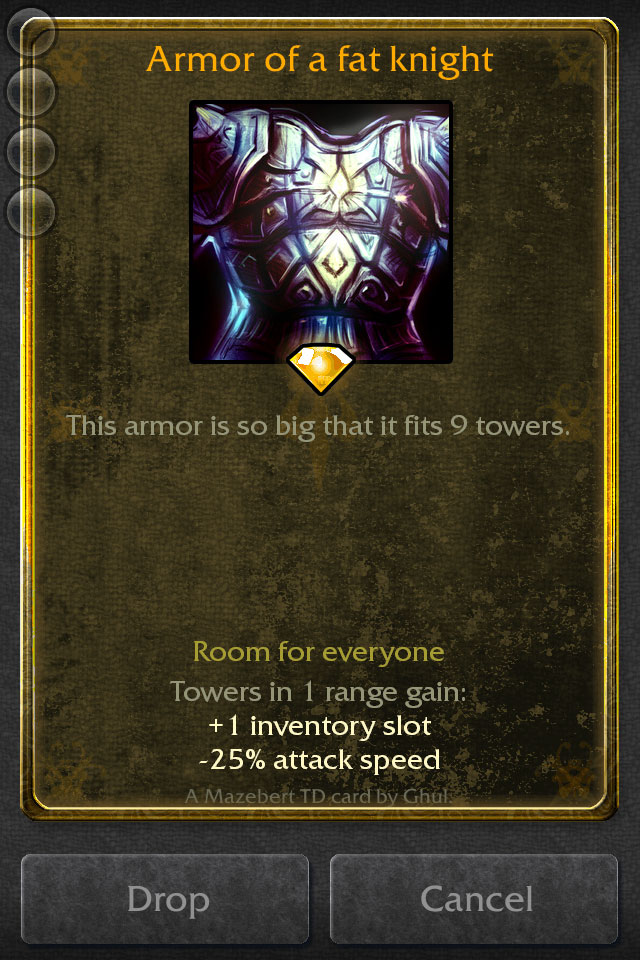 Armor of a fat knight
This armor is so big that it fits 9 towers.
Room for everyone
Towers in 1 range gain:
+1 inventory slot
-25% attack speed
A Mazebert TD card by Ghul.
Drop
Cancel